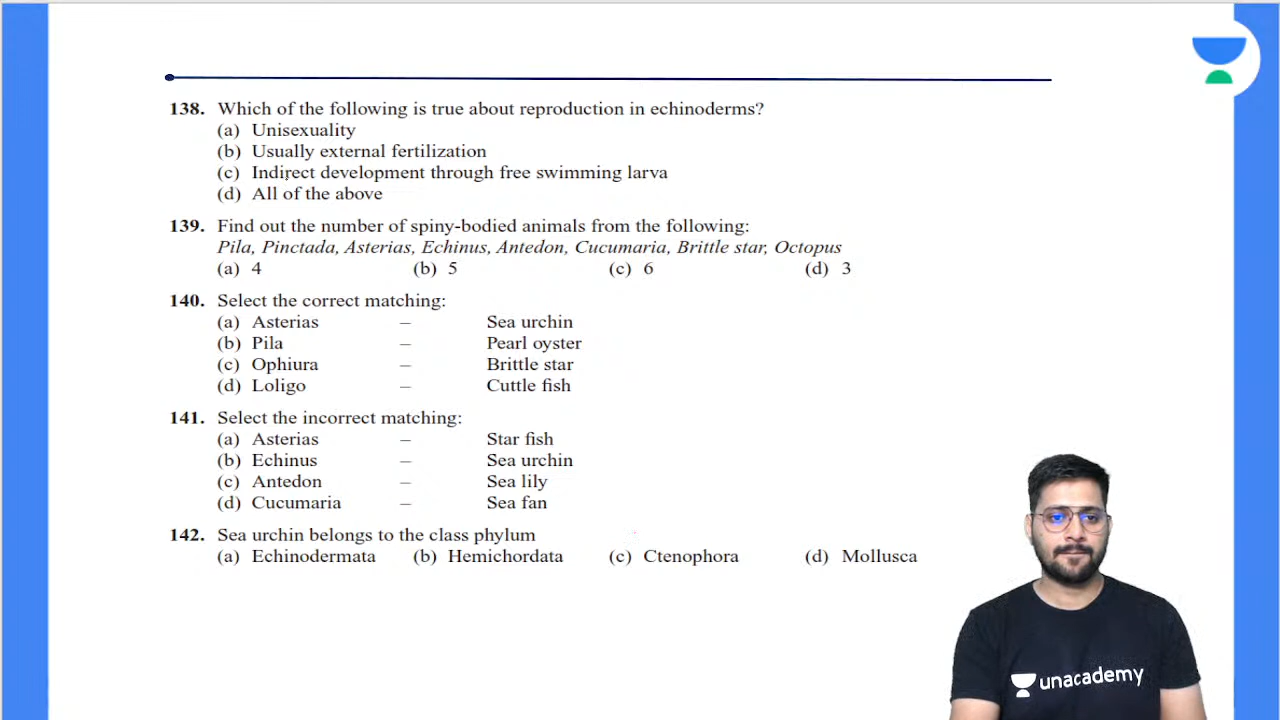 138. Which of the following is true about reproduction in echinoderms?
(a) Unisexuality
(b) Usually external fertilization
(c) Indirect development through free swimming larva
(d) All of the above
139. Find out the number of spiny-bodied animals from the following:
Pila, Pinctada, Asterias, Echinus, Antedon, Cucumaria, Brittle star, Octopus
(a) 4 (b) 5 (c) 6 (d) 3
140. Select the correct matching:
(a) Asterias – Sea urchin
(b) Pila – Pearl oyster
(c) Ophiura – Brittle star
(d) Loligo – Cuttle fish
141. Select the incorrect matching:
(a) Asterias – Star fish
(b) Echinus – Sea urchin
(c) Antedon – Sea lily
(d) Cucumaria – Sea fan
142. Sea urchin belongs to the class phylum
(a) Echinodermata (b) Hemichordata (c) Ctenophora (d) Mollusca
unacademy